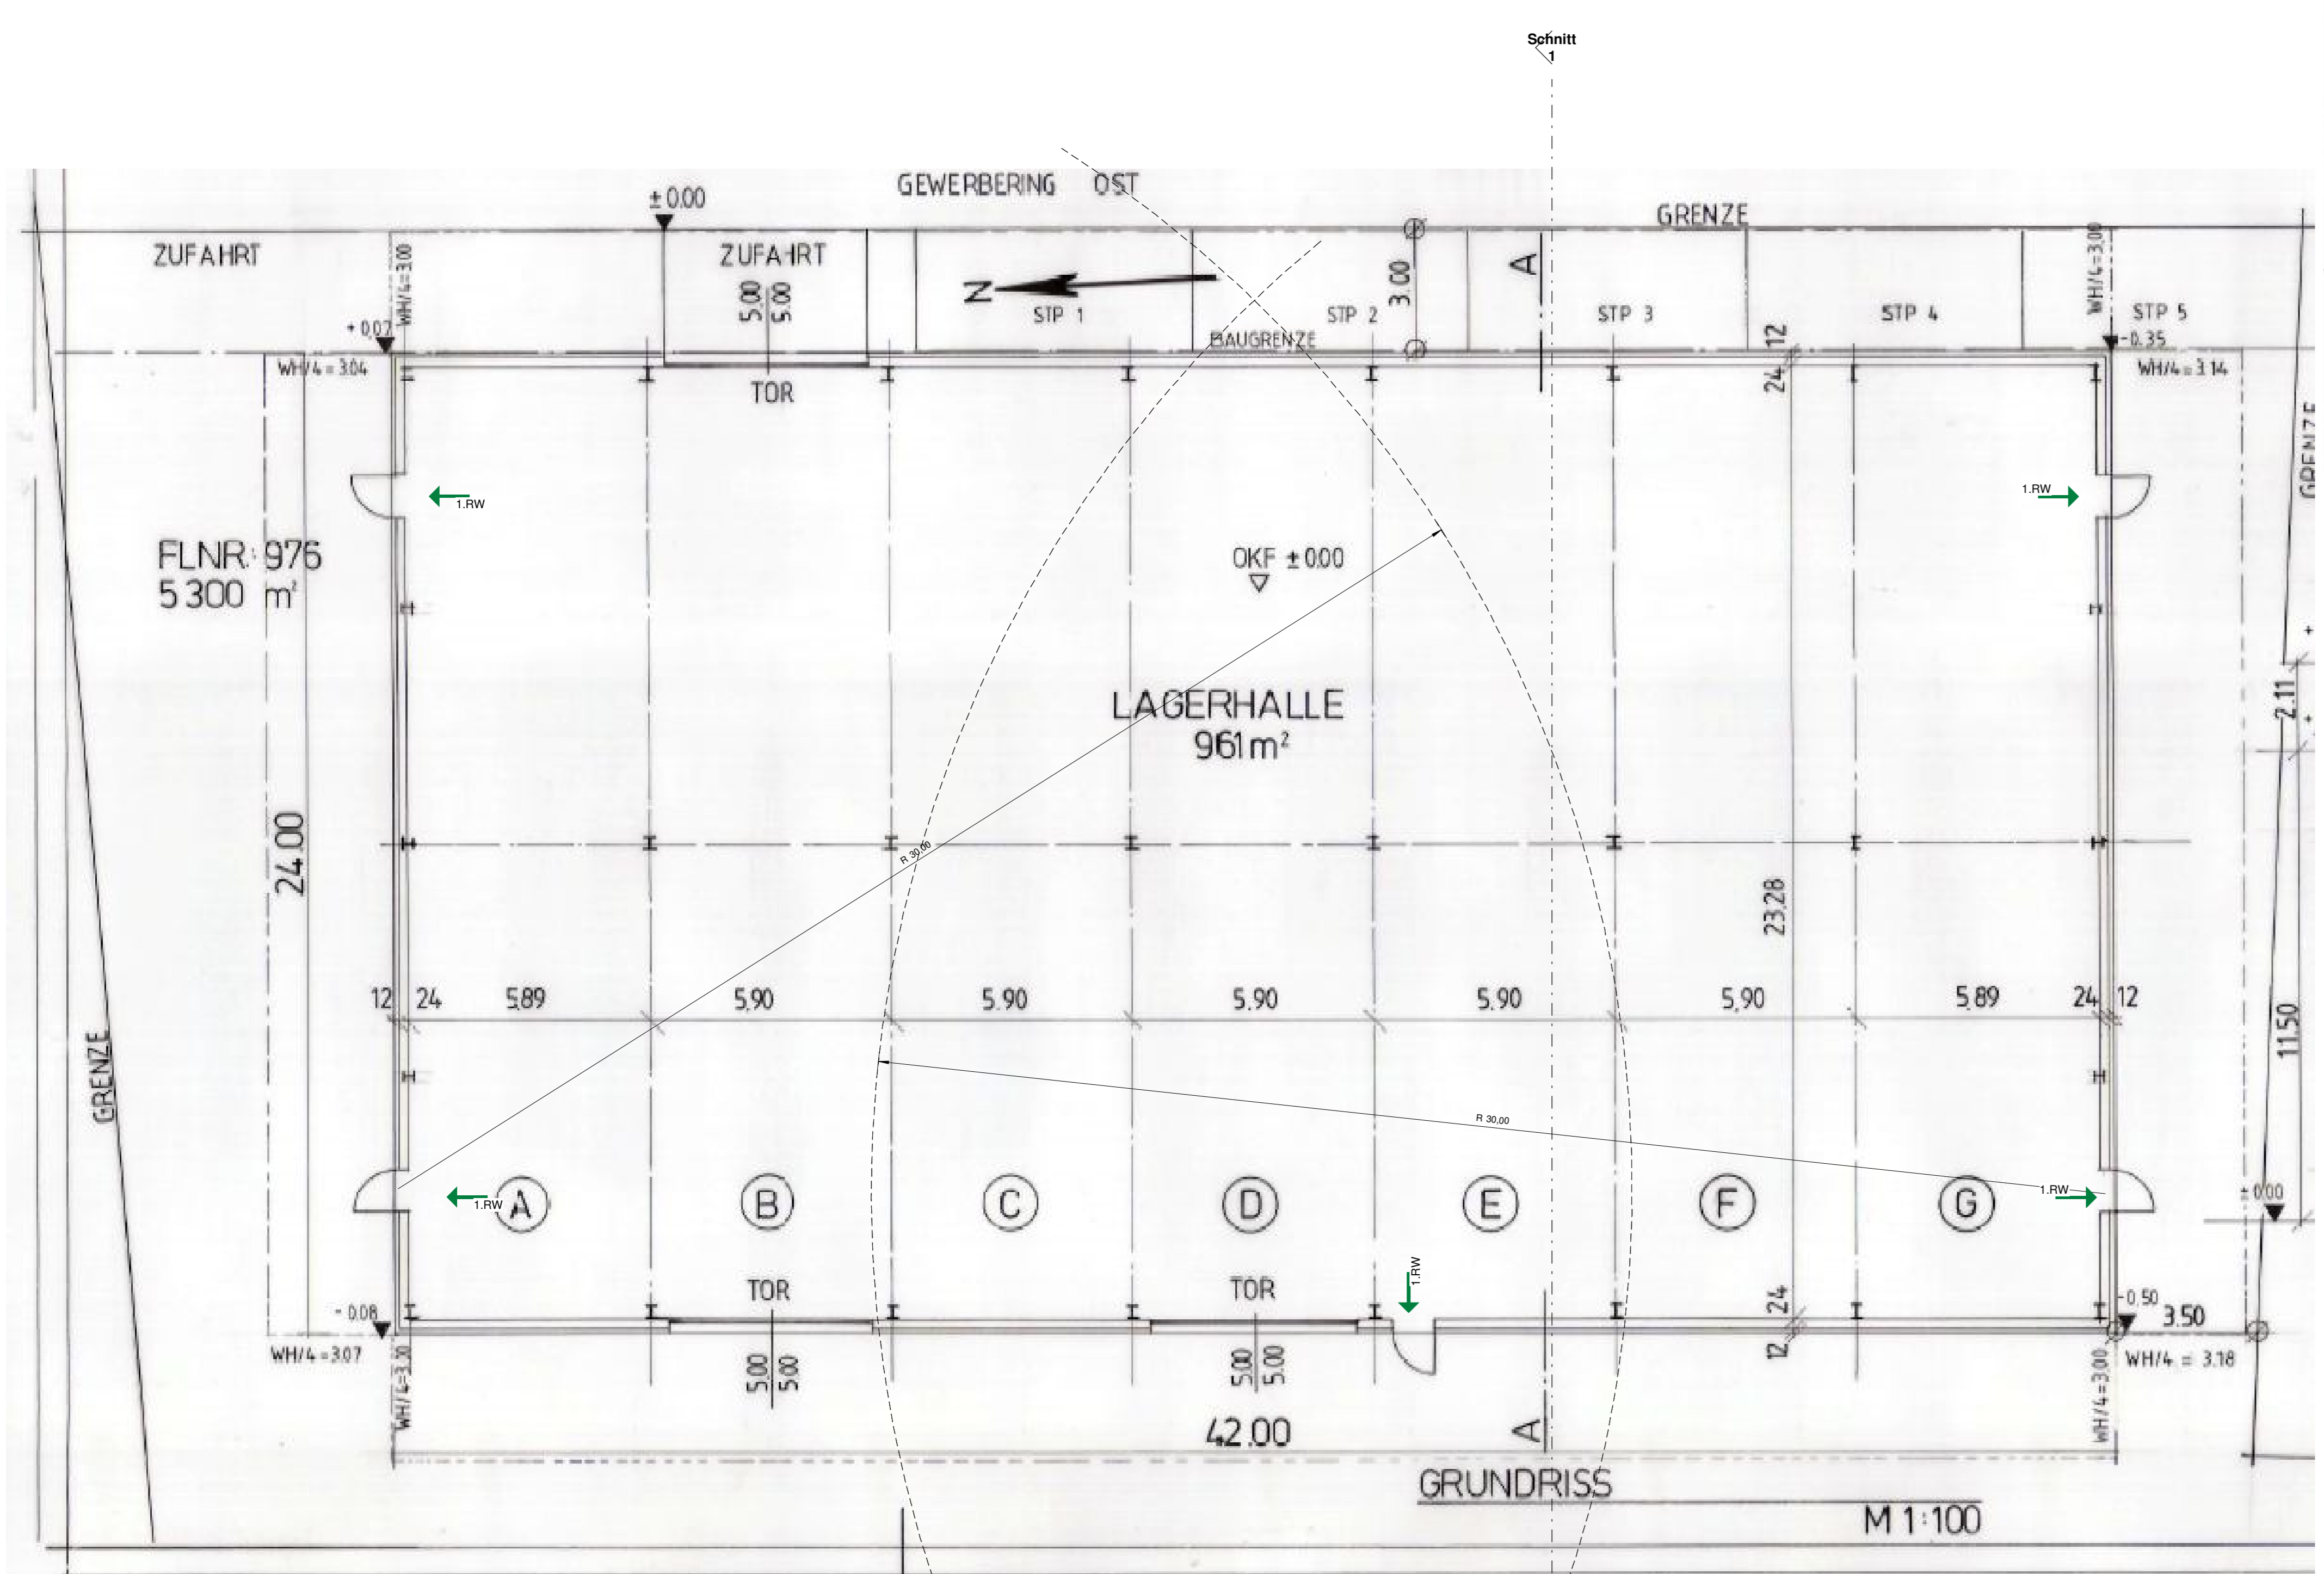 Schnitt
1
GEWERBERING OST
± 0.00
GRENZE
ZUFAHRT
WH/4=3.00
ZUFAHRT
5.00
5.00
N
STP 1
STP 2
3.00
A
STP 3
STP 4
WH/4=3.00
STP 5
+ 0.07
BAUGRENZE
12
-0.35
WH/4=3.04
TOR
24
WH/4=3.14
GRENZE
1.RW
1.RW
FLNR.: 976
5300 m²
OKF ±0.00
LAGERHALLE
961m²
2.11
24.00
R 30.00
23.28
12 24 5.89 5.90 5.90 5.90 5.90 5.90 5.89 24 12
11.50
GRENZE
R 30.00
1.RW
A
B
C
D
E
F
G
1.RW
± 0.00
1.RW
TOR
TOR
24
- 0.08
-0.50
3.50
WH/4=3.07
WH/4=3.20
5.00
5.00
5.00
5.00
12
WH/4=3.00
WH/4 = 3.18
42.00
A
GRUNDRISS
M 1:100